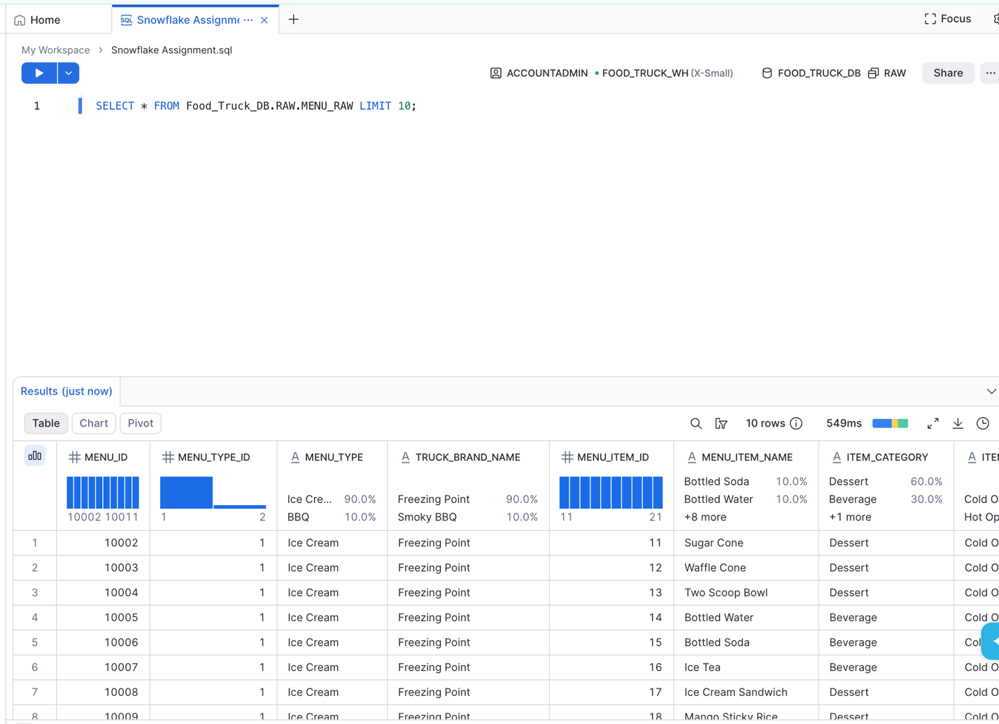 Home
SQL Snowflake Assignme ···
Focus
My Workspace > Snowflake Assignment.sql
ACCOUNTADMIN • FOOD_TRUCK_WH (X-Small) FOOD_TRUCK_DB RAW Share ···
1 SELECT * FROM Food_Truck_DB.RAW.MENU_RAW LIMIT 10;
Results (just now)
Table Chart Pivot 10 rows 549ms
# MENU_ID # MENU_TYPE_ID A MENU_TYPE A TRUCK_BRAND_NAME # MENU_ITEM_ID A MENU_ITEM_NAME A ITEM_CATEGORY A ITE
Bottled Soda 10.0% Dessert 60.0%
Ice Cre... 90.0% Freezing Point 90.0% Bottled Water 10.0% Beverage 30.0% Cold O
10002 10011 1 2 BBQ 10.0% Smoky BBQ 10.0% 11 21 +8 more +1 more Hot Op
1 10002 1 Ice Cream Freezing Point 11 Sugar Cone Dessert Cold O
2 10003 1 Ice Cream Freezing Point 12 Waffle Cone Dessert Cold O
3 10004 1 Ice Cream Freezing Point 13 Two Scoop Bowl Dessert Cold O
4 10005 1 Ice Cream Freezing Point 14 Bottled Water Beverage Cold O
5 10006 1 Ice Cream Freezing Point 15 Bottled Soda Beverage Col
6 10007 1 Ice Cream Freezing Point 16 Ice Tea Beverage Cold O
7 10008 1 Ice Cream Freezing Point 17 Ice Cream Sandwich Dessert Cold O
8 10009 1 Ice Cream Freezing Point 18 Mango Sticky Rice Dessert Cold O